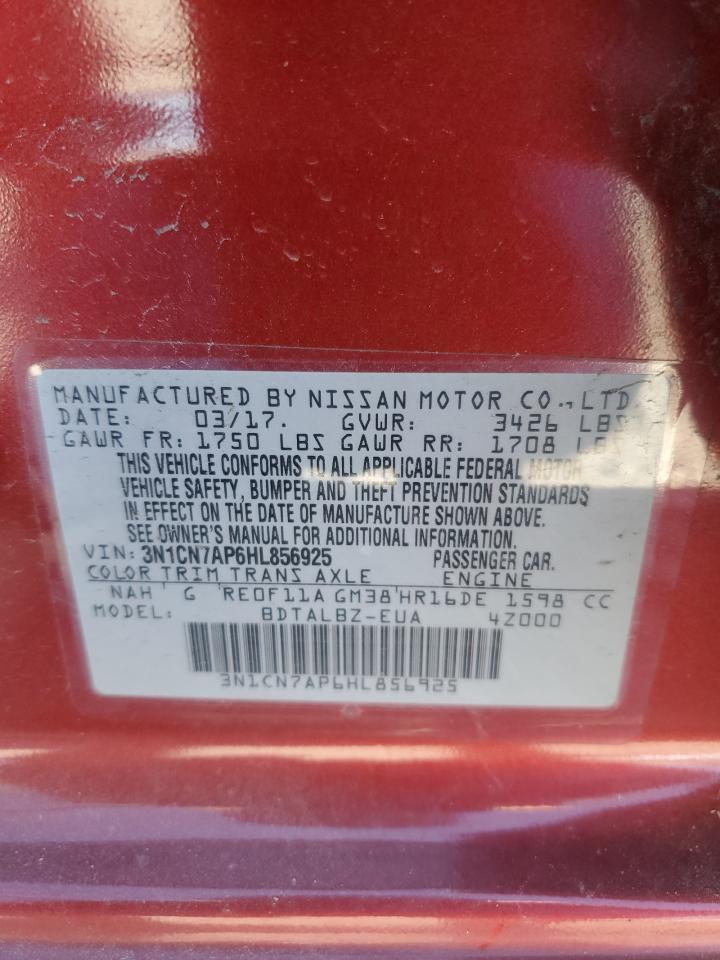 MANUFACTURED BY NISSAN MOTOR CO., LTD.
DATE: 03/17. GVWR: 3426 LBS
GAWR FR: 1750 LBS GAWR RR: 1708 LBS
THIS VEHICLE CONFORMS TO ALL APPLICABLE FEDERAL MOTOR
VEHICLE SAFETY, BUMPER AND THEFT PREVENTION STANDARDS
IN EFFECT ON THE DATE OF MANUFACTURE SHOWN ABOVE.
SEE OWNER'S MANUAL FOR ADDITIONAL INFORMATION.
VIN: 3N1CN7AP6HL856925 PASSENGER CAR.
COLOR TRIM TRANS AXLE ENGINE
NAH G RE0F11A GM38 HR16DE 1598 CC
MODEL: BDTALBZ-EUA 4Z000
3N1CN7AP6HL856925